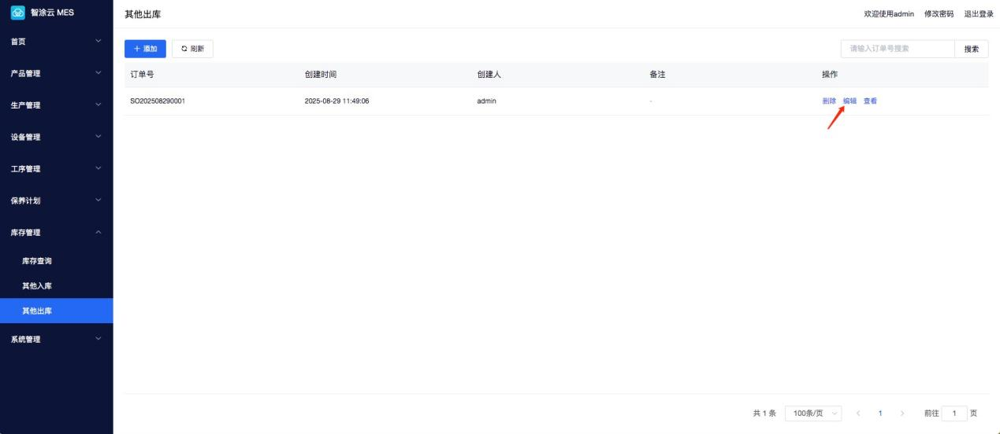 智涂云 MES
其他出库
欢迎使用admin 修改密码 退出登录
首页
产品管理
生产管理
设备管理
工序管理
保养计划
库存管理
库存查询
其他入库
其他出库
系统管理
+ 添加 刷新
请输入订单号搜索 搜索
订单号 创建时间 创建人 备注 操作
SO202508290001 2025-08-29 11:49:06 admin - 删除 编辑 查看
共 1 条 100条/页 1 前往 1 页